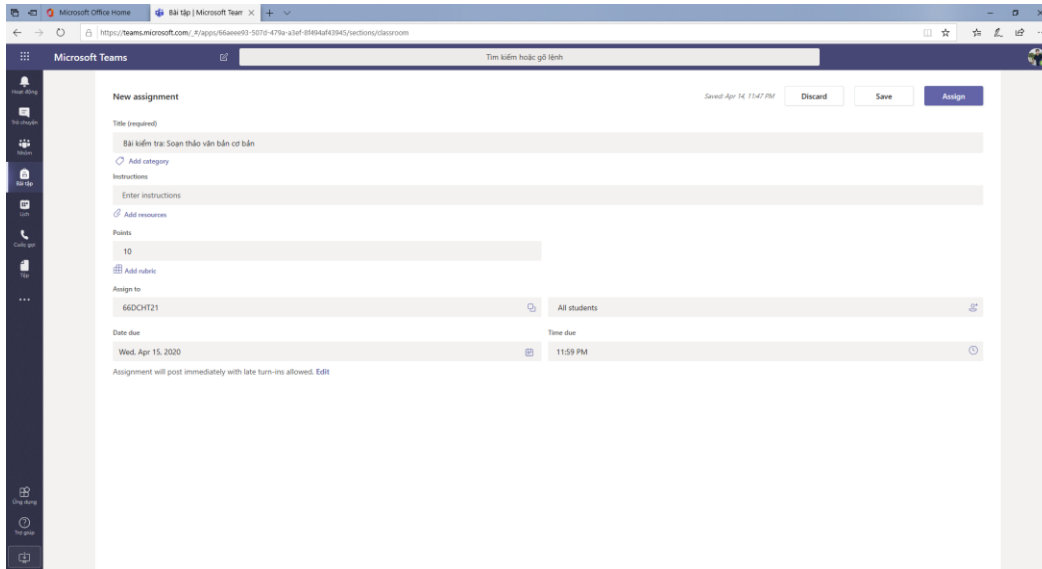 Microsoft Office Home
Bài tập | Microsoft Team
https://teams.microsoft.com/_#/apps/66aeee93-507d-479a-a3ef-8f494af43945/sections/classroom
Microsoft Teams
Tìm kiếm hoặc gõ lệnh
Hoạt động
Trò chuyện
Nhóm
Bài tập
Lịch
Cuộc gọi
Tệp
Ứng dụng
Trợ giúp
New assignment
Saved: Apr 14, 11:47 PM
Discard
Save
Assign
Title (required)
Bài kiểm tra: Soạn thảo văn bản cơ bản
Add category
Instructions
Enter instructions
Add resources
Points
10
Add rubric
Assign to
66DCHT21
All students
Date due
Time due
Wed, Apr 15, 2020
11:59 PM
Assignment will post immediately with late turn-ins allowed. Edit